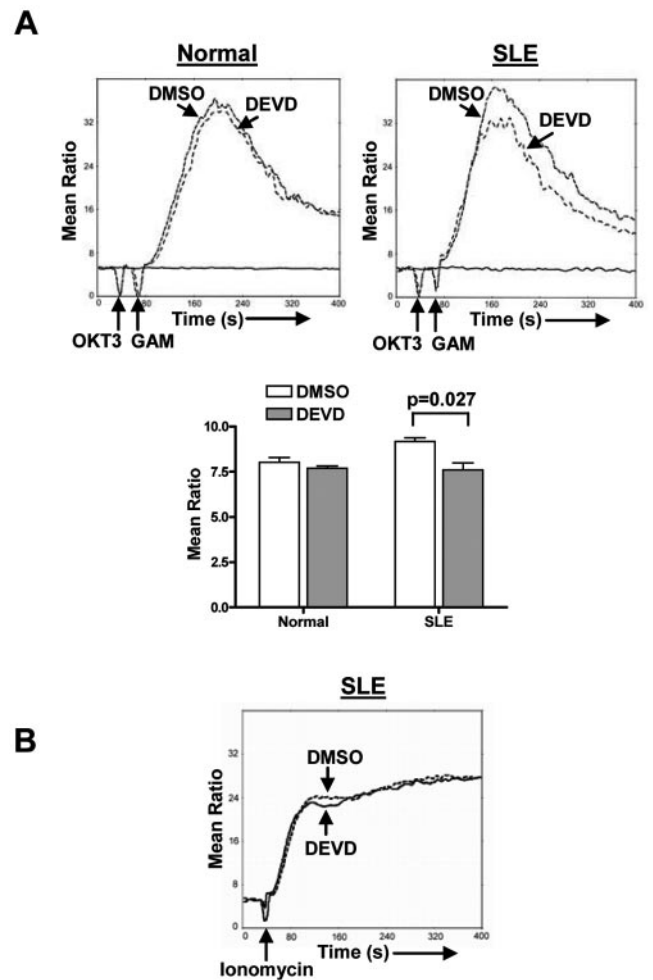 A
Normal
DMSO
DEVD
Mean Ratio
32
24
16
8
0
0 80 160 240 320 400
Time (s)
OKT3 GAM
SLE
DMSO
DEVD
Mean Ratio
32
24
16
8
0
0 80 160 240 320 400
Time (s)
OKT3 GAM
DMSO
DEVD
p=0.027
Mean Ratio
10.0
7.5
5.0
2.5
0.0
Normal SLE
B
SLE
DMSO
DEVD
Mean Ratio
32
24
16
8
0
0 80 160 240 320 400
Time (s)
Ionomycin